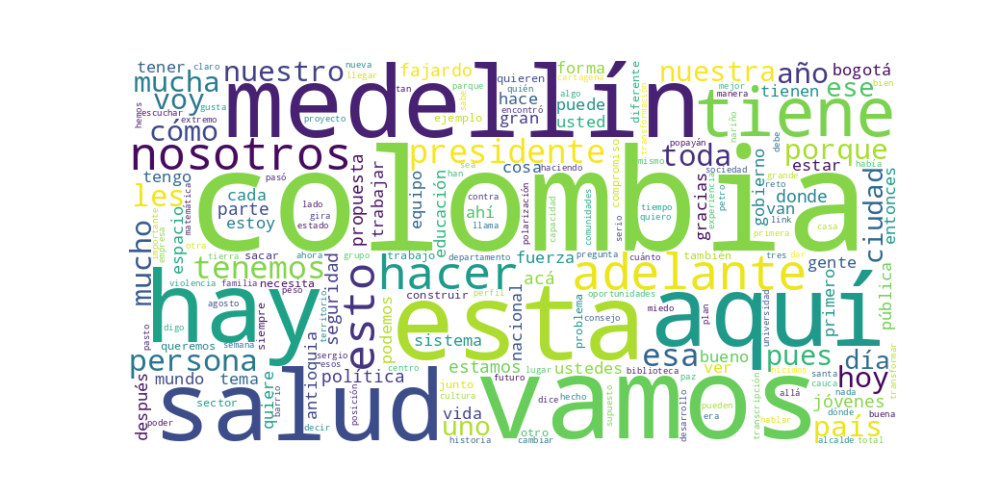 tener claro nuestro nueva fajardo tan quieren forma cartagena nuestra año bogotá
mucha voy llegar quién hace algo puede diferente tienen ese bien
hemos escuchar gusta medellín parque ejemplo encontró gran usted sabe transformación mejor manera tiene
cómo extremo proyecto
nosotros pasó presidente cosa compromiso mismo toda nariño popayán debe porque
les tengo cada lado propuesta trabajar equipo han sea haciendo estar había
matemática parte gira ahí contra serio tiempo gracias sociedad experiencia petro gobierno reto grande donde ciudad entonces
espacio estoy estado colombia educación llama polarización capacidad comunidades quiero link van casa primera
importante empresa otra
mucho tierra sacar ahora grupo trabajo departamento fuerza pregunta cuánto también tres dar gente
tenemos seguridad hacer acá adelante
violencia familia necesita esto construir perfil nacional oportunidades miedo plan universidad primero pública
pasto hay agosto peso siempre territorio podemos esta sistema problema consejo aquí
digo queremos semana sergio esos centro estamos lugar ustedes biblioteca esa bueno pues día
persona mundo tema quiere antioquia política futuro paz ver hicimos santa hoy transformar
después sector barrio posición junto dice hecho supuesto desarrollo pueden transcripción allá cauca jóvenes
poder salud decir cultura vida uno otro vamos era hablar nada dónde país buena
historia cambiar alcalde total